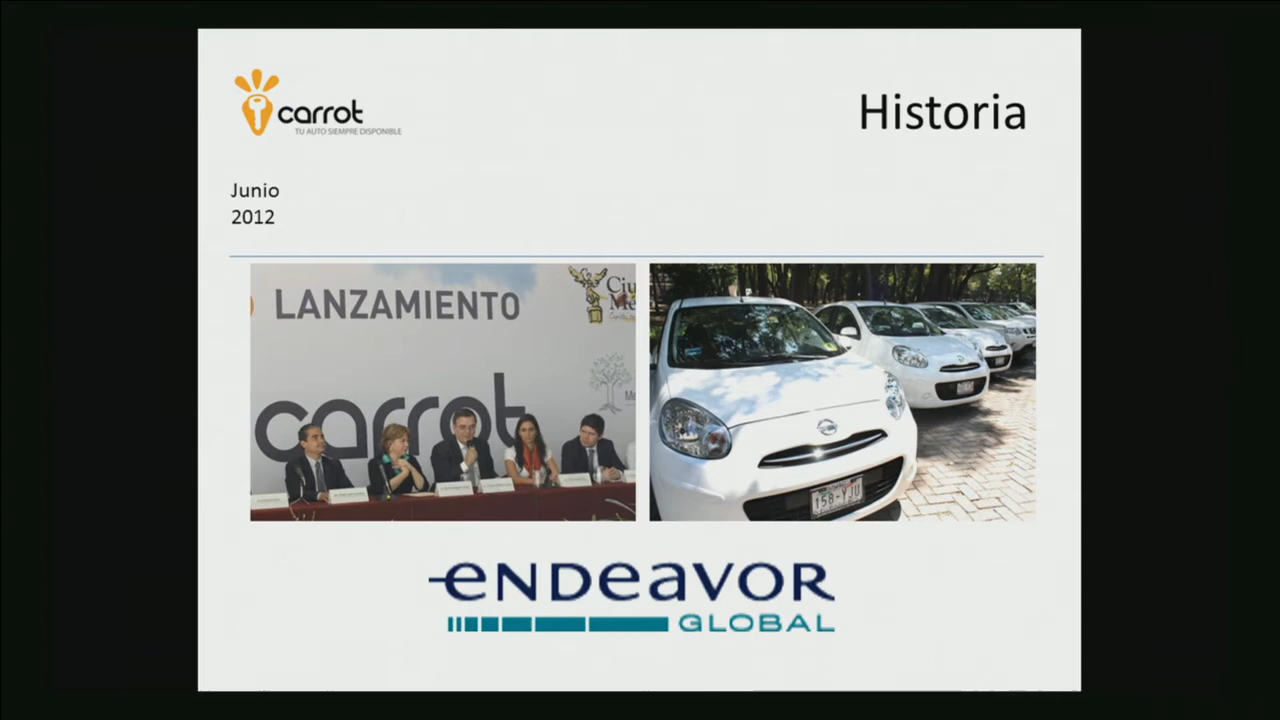 carrot
TU AUTO SIEMPRE DISPONIBLE
Historia
Junio
2012
LANZAMIENTO
carrot
158-YJU
enDeavor
GLOBAL